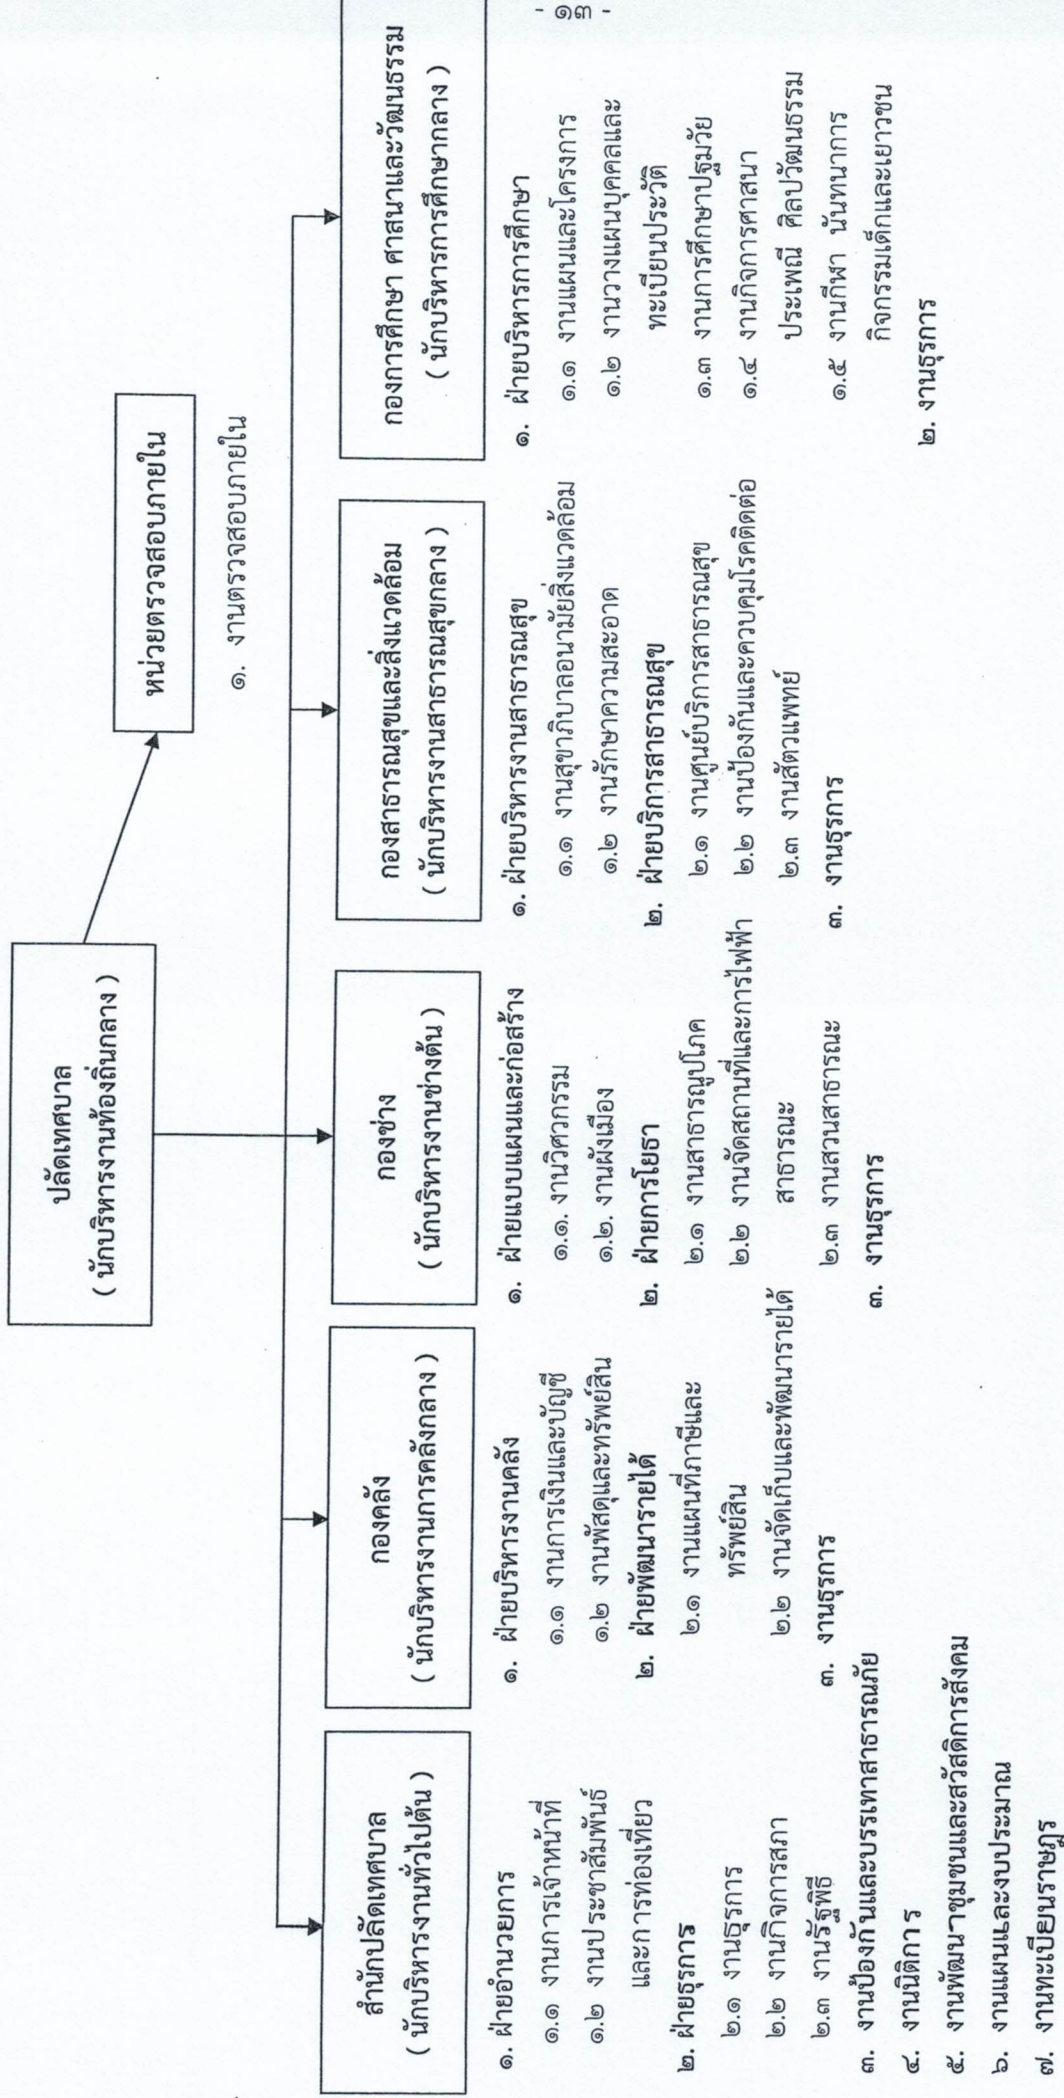 - ๑๓ -
ปลัดเทศบาล
( นักบริหารงานท้องถิ่นกลาง )
หน่วยตรวจสอบภายใน
๑. งานตรวจสอบภายใน
สำนักปลัดเทศบาล
( นักบริหารงานทั่วไปต้น )
๑. ฝ่ายอำนวยการ
๑.๑ งานการเจ้าหน้าที่
๑.๒ งานประชาสัมพันธ์
และการท่องเที่ยว
๒. ฝ่ายธุรการ
๒.๑ งานธุรการ
๒.๒ งานกิจการสภา
๒.๓ งานรัฐพิธี
๓. งานป้องกันและบรรเทาสาธารณภัย
๔. งานนิติการ
๕. งานพัฒนาชุมชนและสวัสดิการสังคม
๖. งานแผนและงบประมาณ
๗. งานทะเบียนราษฎร
กองคลัง
( นักบริหารงานการคลังกลาง )
๑. ฝ่ายบริหารงานคลัง
๑.๑ งานการเงินและบัญชี
๑.๒ งานพัสดุและทรัพย์สิน
๒. ฝ่ายพัฒนารายได้
๒.๑ งานแผนที่ภาษีและ
ทรัพย์สิน
๒.๒ งานจัดเก็บและพัฒนารายได้
๓. งานธุรการ
กองช่าง
( นักบริหารงานช่างต้น )
๑. ฝ่ายแบบแผนและก่อสร้าง
๑.๑. งานวิศวกรรม
๑.๒. งานผังเมือง
๒. ฝ่ายการโยธา
๒.๑ งานสาธารณูปโภค
๒.๒ งานจัดสถานที่และการไฟฟ้า
สาธารณะ
๒.๓ งานสวนสาธารณะ
๓. งานธุรการ
กองสาธารณสุขและสิ่งแวดล้อม
( นักบริหารงานสาธารณสุขกลาง )
๑. ฝ่ายบริหารงานสาธารณสุข
๑.๑ งานสุขาภิบาลอนามัยสิ่งแวดล้อม
๑.๒ งานรักษาความสะอาด
๒. ฝ่ายบริการสาธารณสุข
๒.๑ งานศูนย์บริการสาธารณสุข
๒.๒ งานป้องกันและควบคุมโรคติดต่อ
๒.๓ งานสัตวแพทย์
๓. งานธุรการ
กองการศึกษา ศาสนาและวัฒนธรรม
( นักบริหารการศึกษากลาง )
๑. ฝ่ายบริหารการศึกษา
๑.๑ งานแผนและโครงการ
๑.๒ งานวางแผนบุคคลและ
ทะเบียนประวัติ
๑.๓ งานการศึกษาปฐมวัย
๑.๔ งานกิจการศาสนา
ประเพณี ศิลปวัฒนธรรม
๑.๕ งานกีฬา นันทนาการ
กิจกรรมเด็กและเยาวชน
๒. งานธุรการ